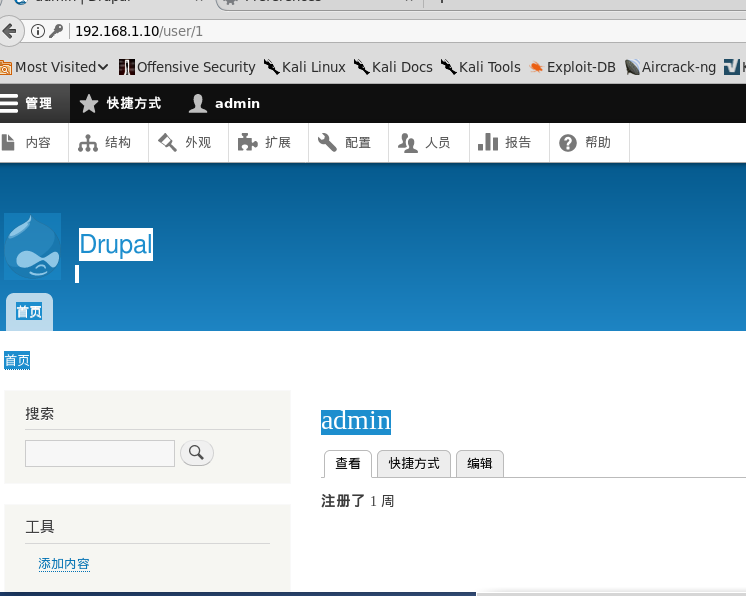 192.168.1.10/user/1
Most Visited Offensive Security Kali Linux Kali Docs Kali Tools Exploit-DB Aircrack-ng
管理 快捷方式 admin
内容 结构 外观 扩展 配置 人员 报告 帮助
Drupal
首页
首页
搜索
admin
查看 快捷方式 编辑
注册了 1 周
工具
添加内容